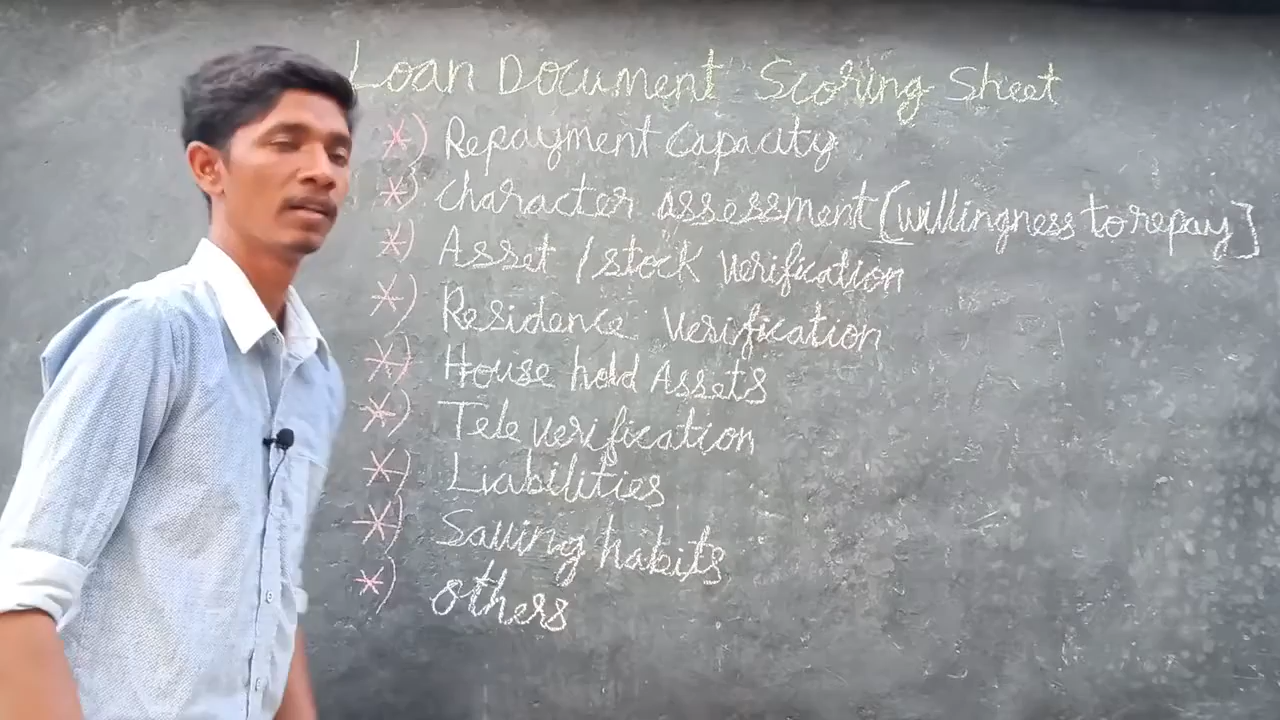 Loan Document Scoring Sheet
*) Repayment Capacity
*) Character assessment [willingness to repay]
*) Asset / stock verification
*) Residence Verification
*) House hold Assets
*) Tele verification
*) Liabilities
*) Saving habits
*) others